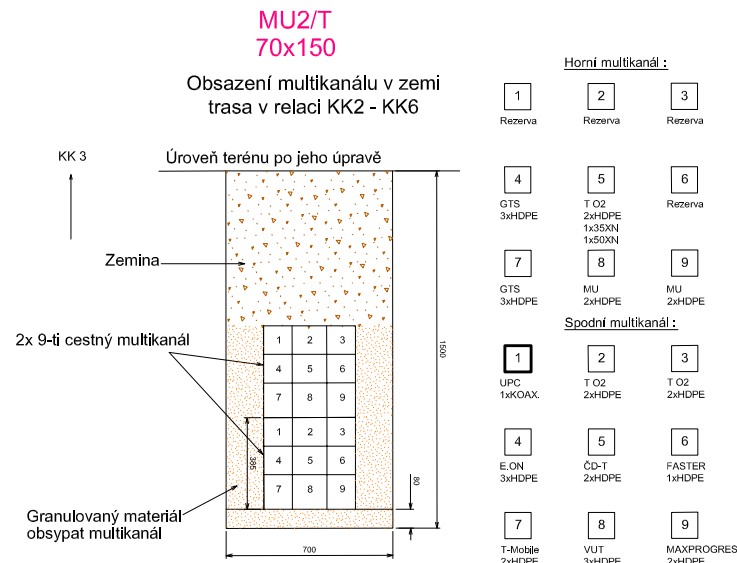 MU2/T
70x150
Obsazení multikanálu v zemi
trasa v relaci KK2 - KK6
KK 3
Úroveň terénu po jeho úpravě
Zemina
2x 9-ti cestný multikanál
Granulovaný materiál
obsypat multikanál
1 2 3
4 5 6
7 8 9
1 2 3
4 5 6
7 8 9
385
80
1500
700
Horní multikanál :
1 2 3
Rezerva Rezerva Rezerva
4 5 6
GTS T O2 Rezerva
3xHDPE 2xHDPE
1x35XN
1x50XN
7 8 9
GTS MU MU
3xHDPE 2xHDPE 2xHDPE
Spodní multikanál :
1 2 3
UPC T O2 T O2
1xKOAX. 2xHDPE 2xHDPE
4 5 6
E.ON ČD-T FASTER
3xHDPE 2xHDPE 1xHDPE
7 8 9
T-Mobile VUT MAXPROGRES
2xHDPE 3xHDPE 2xHDPE